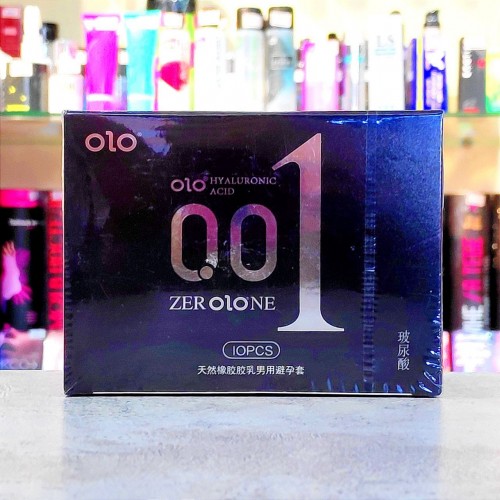 olo
olo HYALURONIC
ACID
0.01
ZER olo NE
10PCS
天然橡胶胶乳男用避孕套
玻尿酸